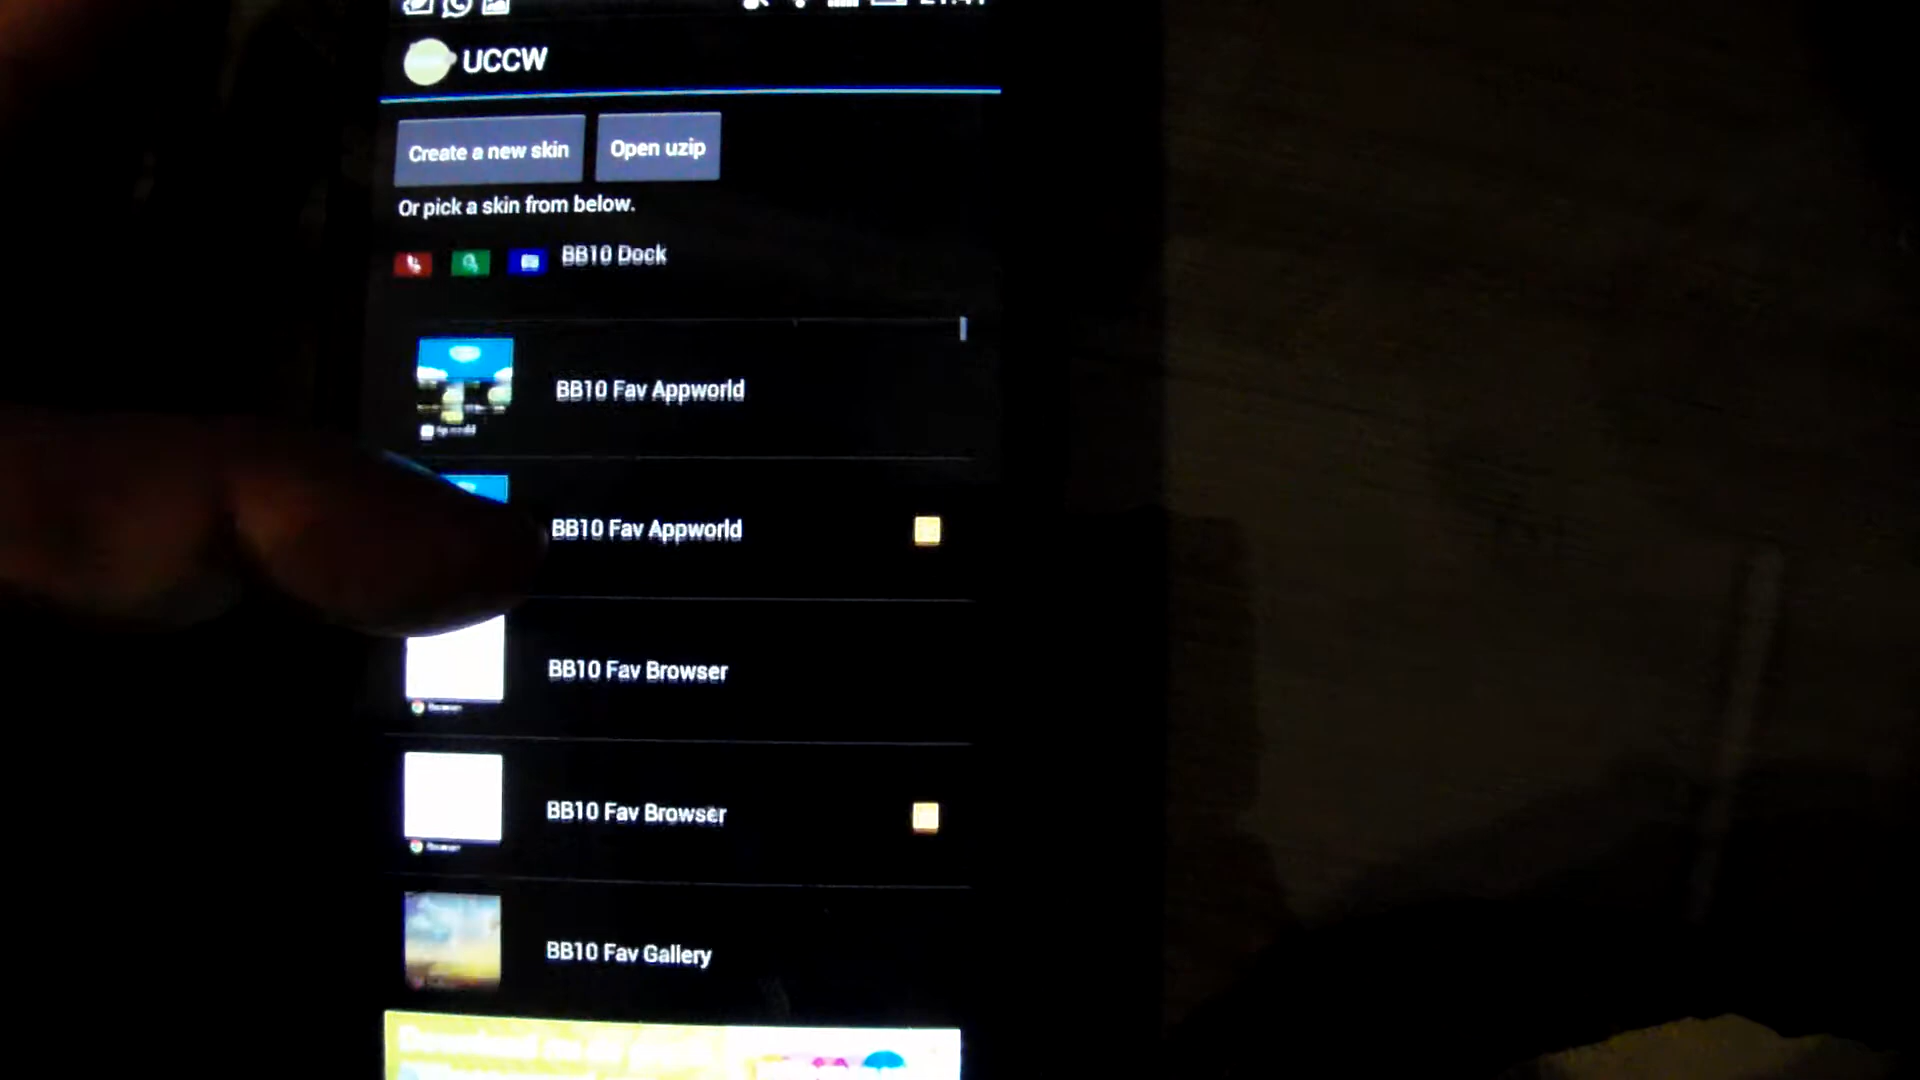 UCCW
Create a new skin
Open uzip
Or pick a skin from below.
BB10 Dock
BB10 Fav Appworld
BB10 Fav Appworld
BB10 Fav Browser
BB10 Fav Browser
BB10 Fav Gallery